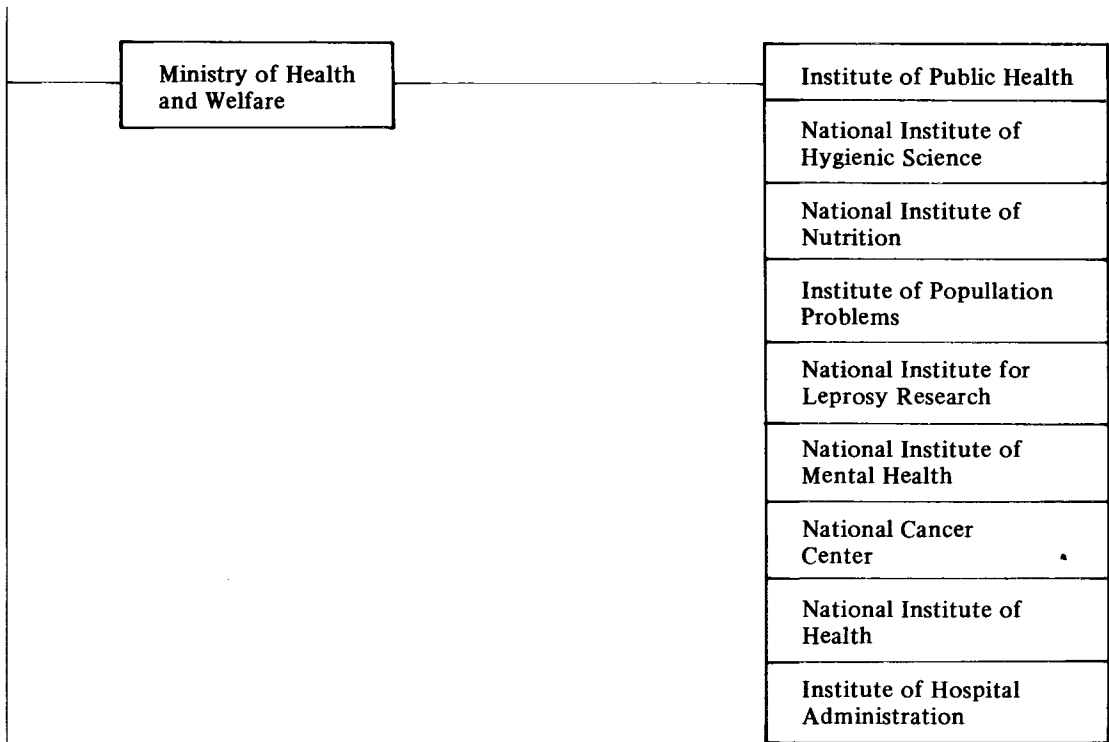 Ministry of Health
and Welfare
Institute of Public Health
National Institute of
Hygienic Science
National Institute of
Nutrition
Institute of Popullation
Problems
National Institute for
Leprosy Research
National Institute of
Mental Health
National Cancer
Center
National Institute of
Health
Institute of Hospital
Administration